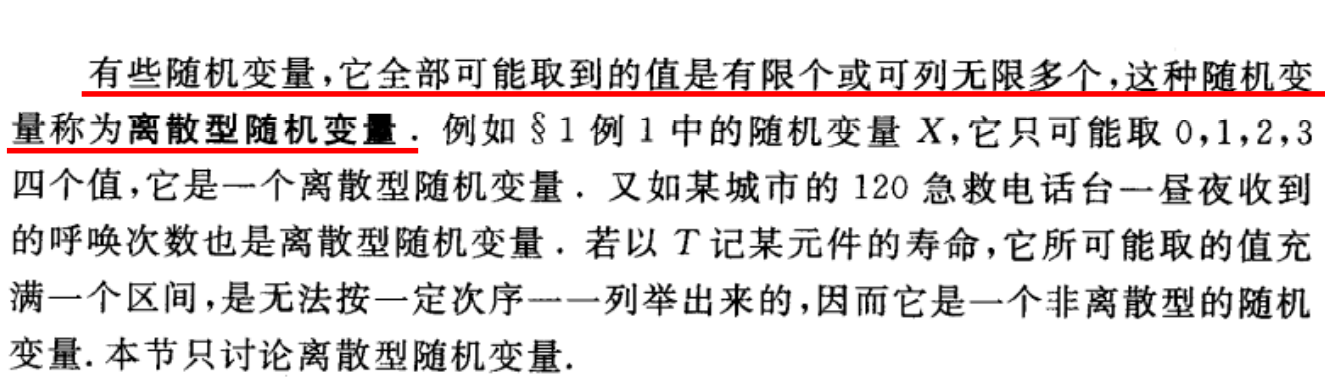 有些随机变量,它全部可能取到的值是有限个或可列无限多个,这种随机变
量称为离散型随机变量. 例如§1例1中的随机变量 X,它只可能取 0,1,2,3
四个值,它是一个离散型随机变量. 又如某城市的 120 急救电话台一昼夜收到
的呼唤次数也是离散型随机变量. 若以 T 记某元件的寿命,它所可能取的值充
满一个区间,是无法按一定次序一一列举出来的,因而它是一个非离散型的随机
变量.本节只讨论离散型随机变量.